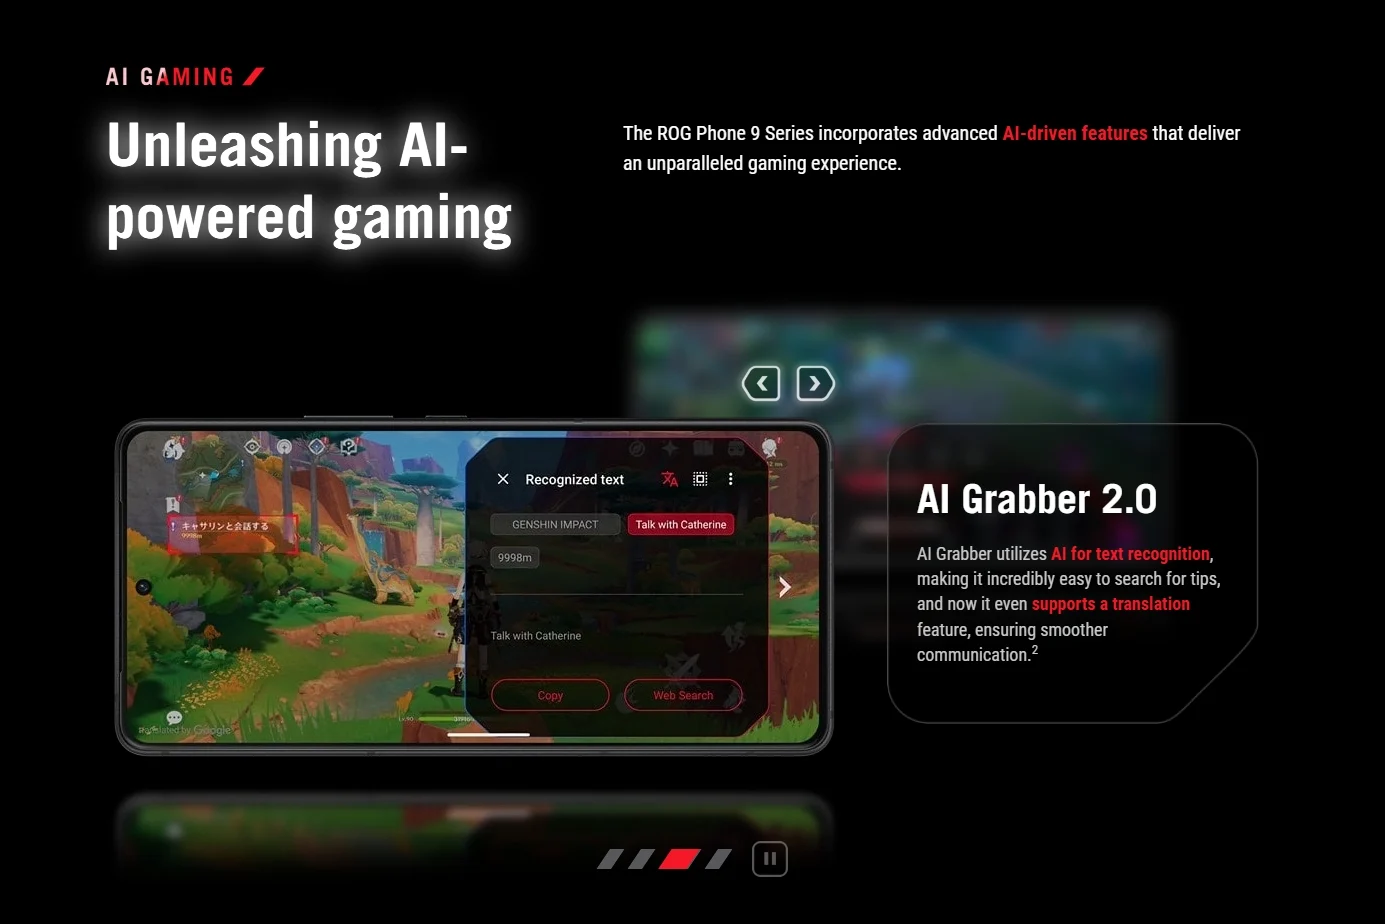 AI GAMING
Unleashing AI-
powered gaming
The ROG Phone 9 Series incorporates advanced AI-driven features that deliver
an unparalleled gaming experience.
Recognized text
GENSHIN IMPACT
Talk with Catherine
9998m
Talk with Catherine
Copy
Web Search
キャサリンと会話する
9998m
Lv.90
Translated by Google
AI Grabber 2.0
AI Grabber utilizes AI for text recognition,
making it incredibly easy to search for tips,
and now it even supports a translation
feature, ensuring smoother
communication.2